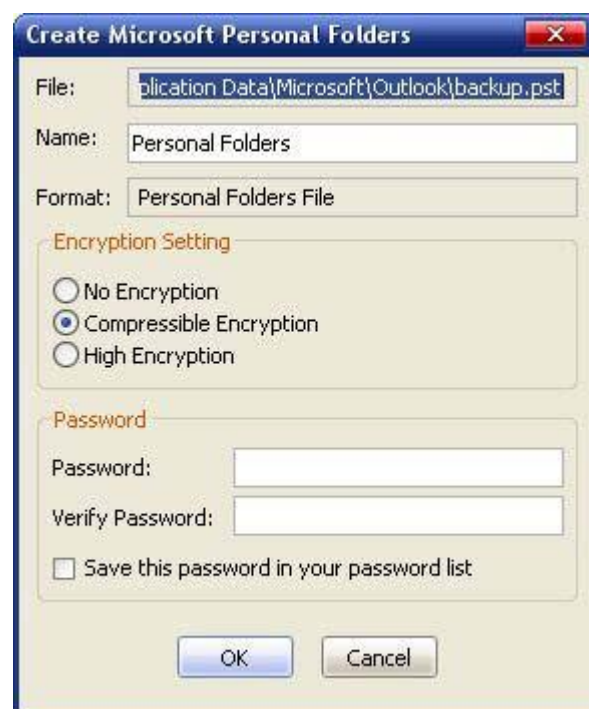 Create Microsoft Personal Folders
File: plication Data\Microsoft\Outlook\backup.pst
Name: Personal Folders
Format: Personal Folders File
Encryption Setting
No Encryption
Compressible Encryption
High Encryption
Password
Password:
Verify Password:
Save this password in your password list
OK Cancel